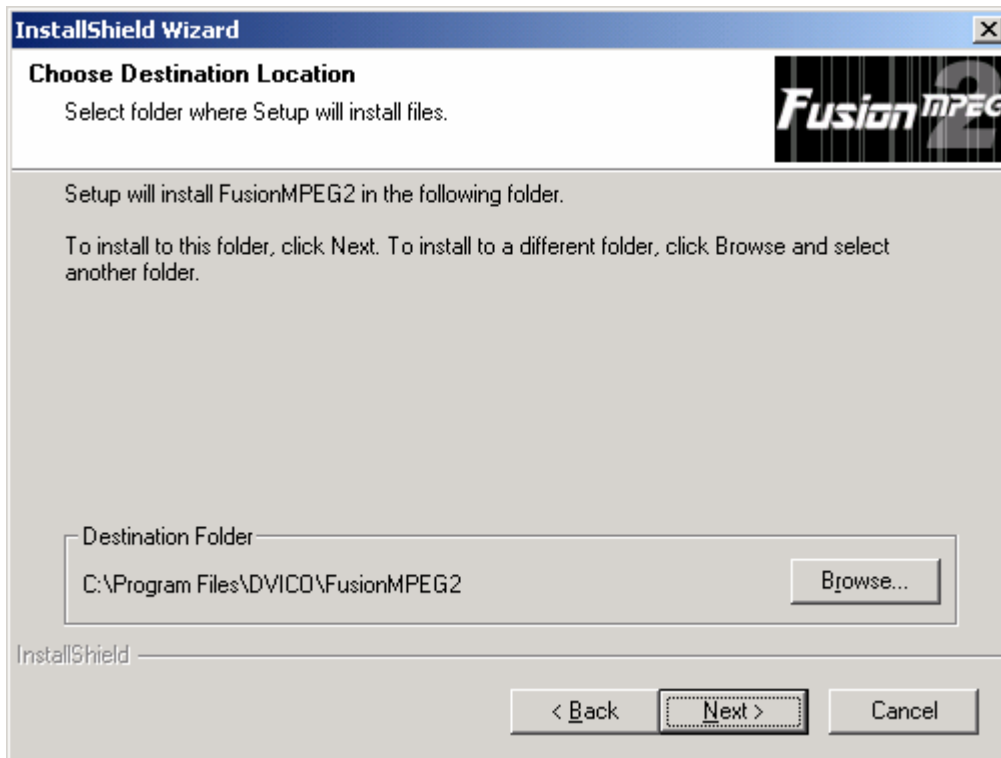 InstallShield Wizard
Choose Destination Location
Select folder where Setup will install files.
Fusion MPEG 2
Setup will install FusionMPEG2 in the following folder.
To install to this folder, click Next. To install to a different folder, click Browse and select
another folder.
Destination Folder
C:\Program Files\DVICO\FusionMPEG2
Browse...
InstallShield
< Back
Next >
Cancel